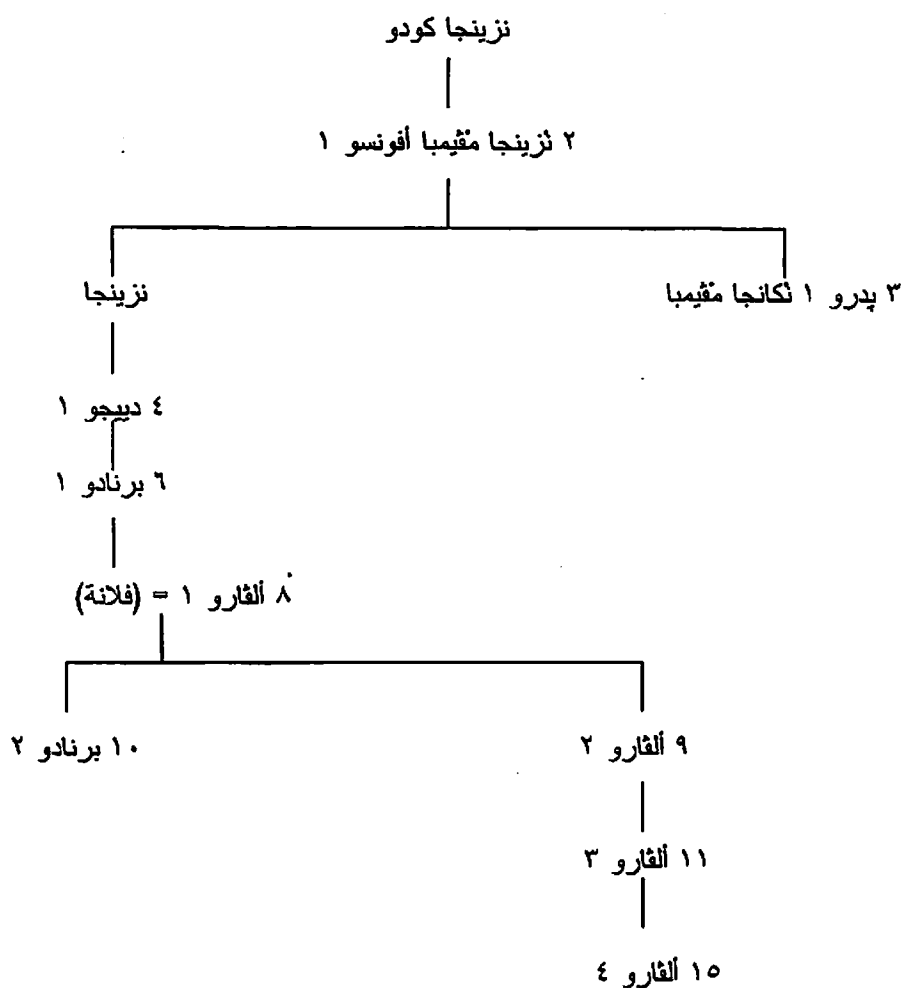 نزينجا كودو
٢ نزينجا مڤيمبا أفونسو ١
٣ پدرو ١ نكانجا مڤيمبا
نزينجا
٤ دييجو ١
٦ برنادو ١
٨ ألڤارو ١ = (فلانة)
٩ ألڤارو ٢
١٠ برنادو ٢
١١ ألڤارو ٣
١٥ ألڤارو ٤